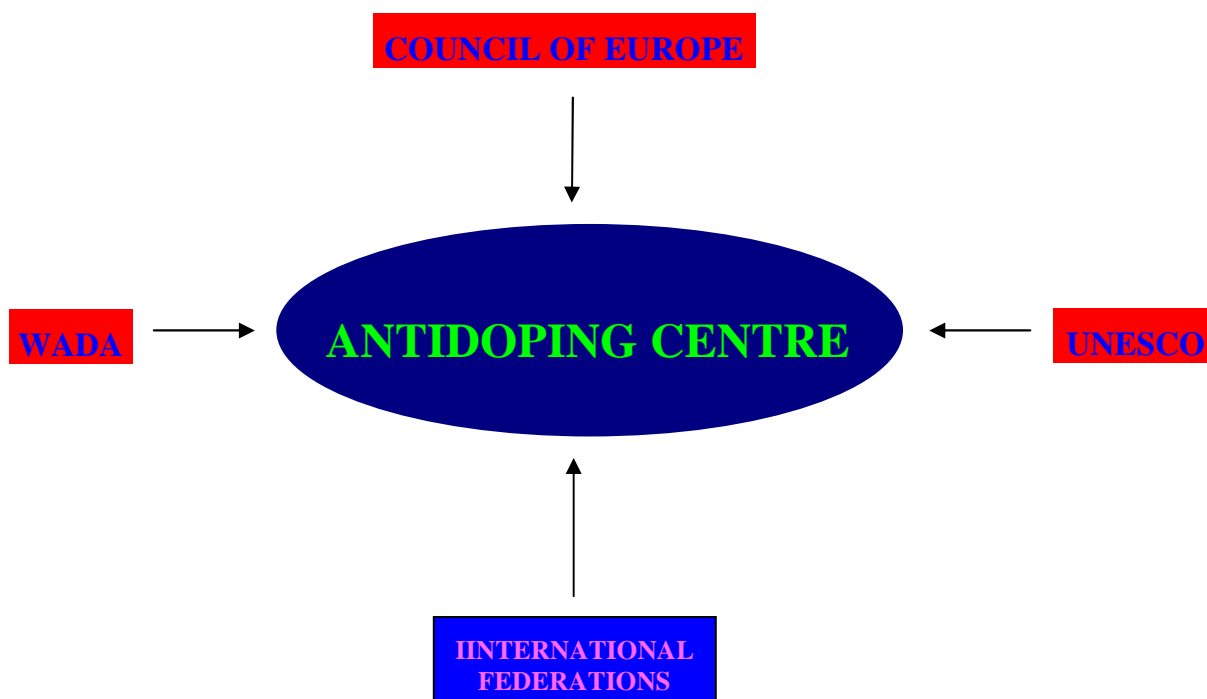 COUNCIL OF EUROPE
WADA
ANTIDOPING CENTRE
UNESCO
IINTERNATIONAL
FEDERATIONS